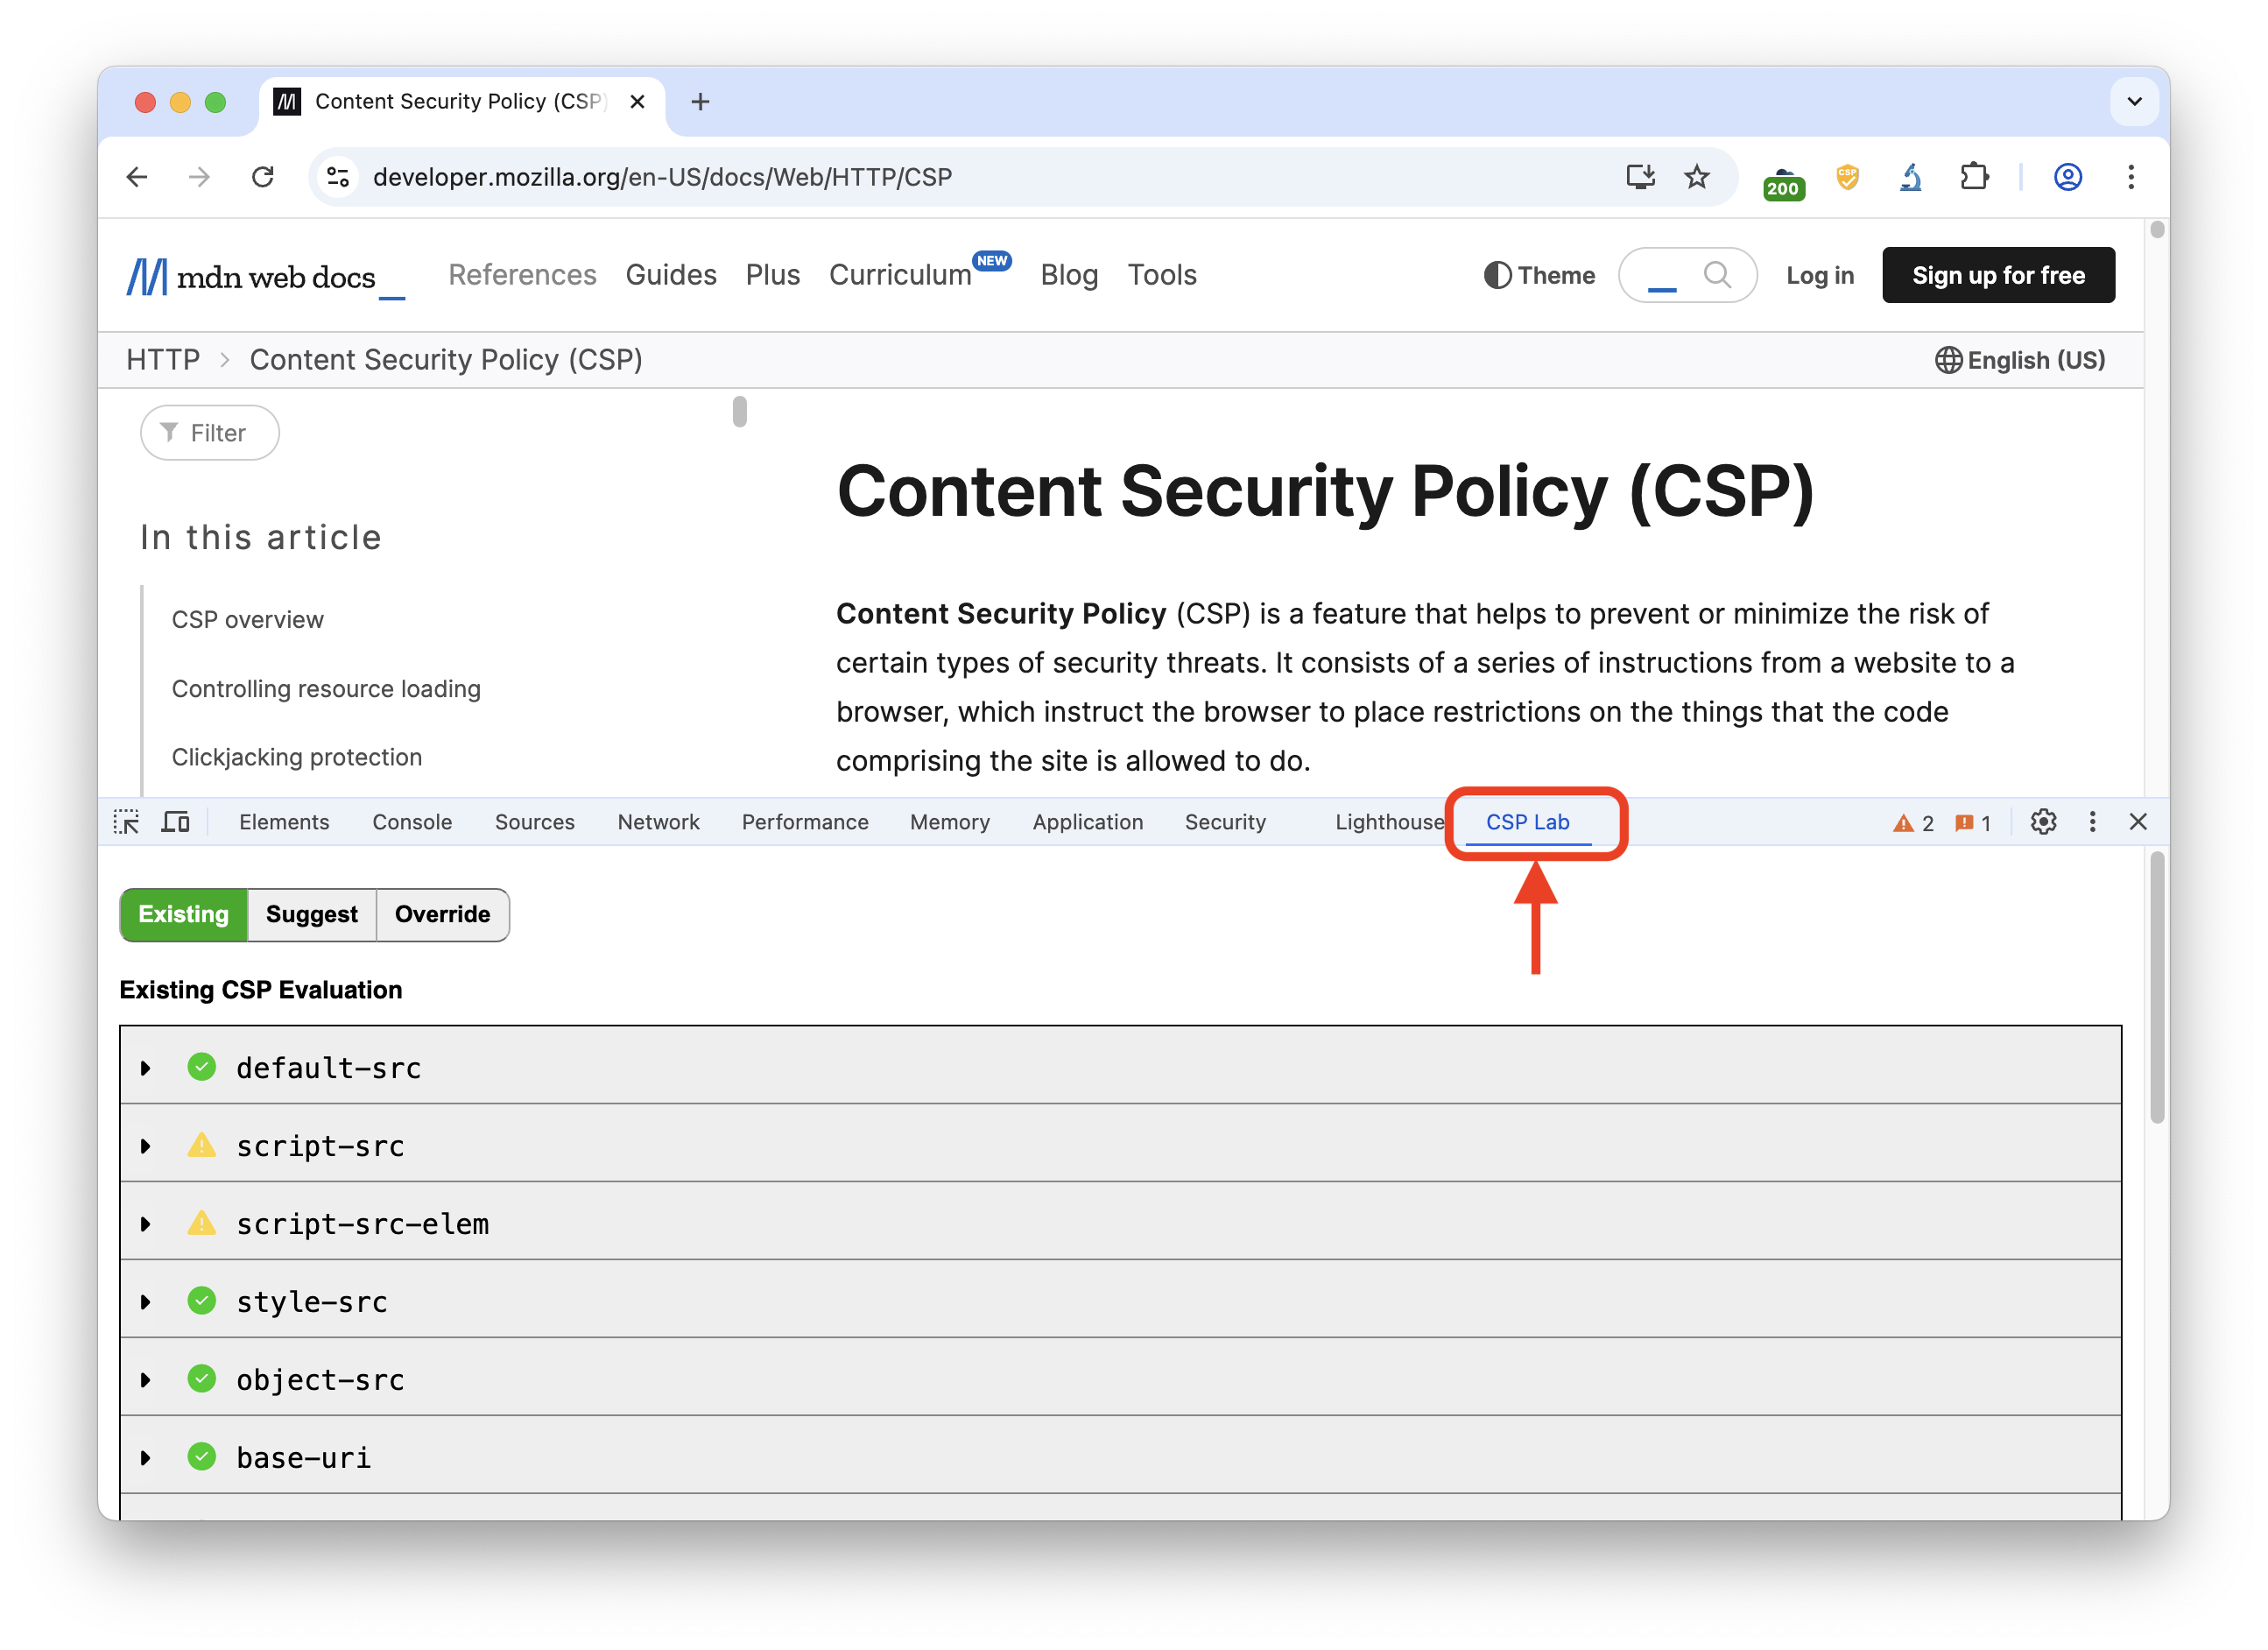 Content Security Policy (CSP)
developer.mozilla.org/en-US/docs/Web/HTTP/CSP
200
CSP
mdn web docs
References Guides Plus Curriculum NEW Blog Tools
Theme
Log in
Sign up for free
HTTP
Content Security Policy (CSP)
English (US)
Filter
In this article
CSP overview
Controlling resource loading
Clickjacking protection
Content Security Policy (CSP)
Content Security Policy (CSP) is a feature that helps to prevent or minimize the risk of
certain types of security threats. It consists of a series of instructions from a website to a
browser, which instruct the browser to place restrictions on the things that the code
comprising the site is allowed to do.
Elements Console Sources Network Performance Memory Application Security Lighthouse CSP Lab 2 1
Existing Suggest Override
Existing CSP Evaluation
default-src
script-src
script-src-elem
style-src
object-src
base-uri